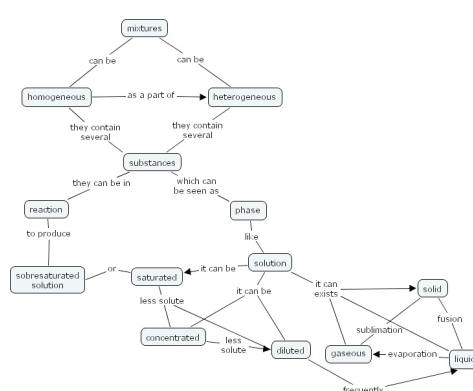 mixtures
can be
can be
homogeneous
as a part of
heterogeneous
they contain
several
they contain
several
substances
they can be in
which can
be seen as
reaction
phase
to produce
like
sobresaturated
solution
or
saturated
it can be
solution
it can
exists
solid
less solute
it can be
fusion
concentrated
less
solute
diluted
sublimation
gaseous
evaporation
frequently